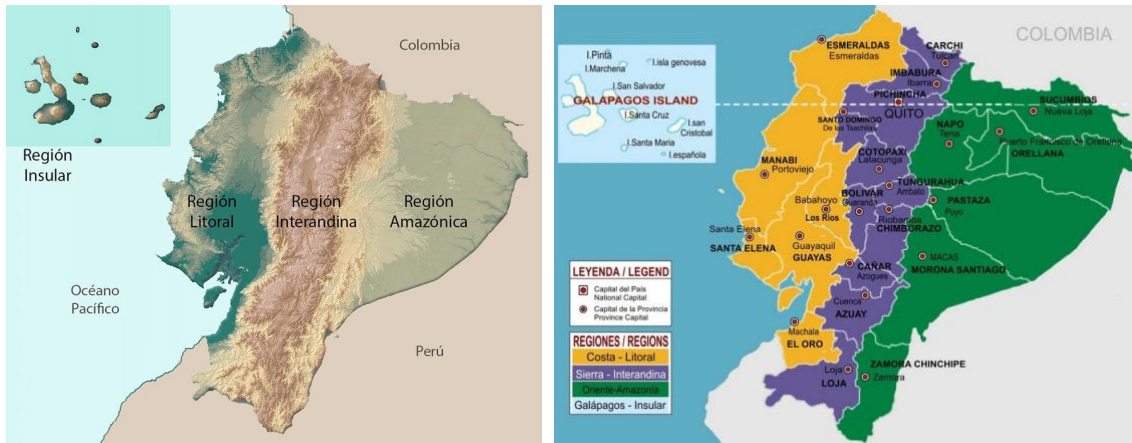 Colombia
Región
Insular
Región
Litoral
Región
Interandina
Región
Amazónica
Océano
Pacífico
Perú
COLOMBIA
ESMERALDAS
Esmeraldas
CARCHI
Tulcan
IMBABURA
Ibarra
PICHINCHA
QUITO
I.Pinta
I.Marchena
I.isla genovesa
I.San Salvador
GALAPAGOS ISLAND
I.Santa Cruz
I.san
Cristobal
I.Santa Maria
I.española
SANTO DOMINGO
De los Tsachilas
SUCUMBIOS
Nueva Loja
NAPO
Tena
Puerto Francisco de Orellana
ORELLANA
COTOPAXI
Latacunga
MANABI
Portoviejo
TUNGURAHUA
Ambato
BOLIVAR
Guaranda
PASTAZA
Puyo
Babahoyo
Los Rios
Riobamba
CHIMBORAZO
Santa Elena
SANTA ELENA
Guayaquil
GUAYAS
MACAS
MORONA SANTIAGO
CAÑAR
Azogues
Cuenca
AZUAY
Machala
EL ORO
ZAMORA CHINCHIPE
Zamora
Loja
LOJA
LEYENDA / LEGEND
Capital del País
National Capital
Capital de la Provincia
Province Capital
REGIONES / REGIONS
Costa - Litoral
Sierra - Interandina
Oriente-Amazonia
Galápagos - Insular